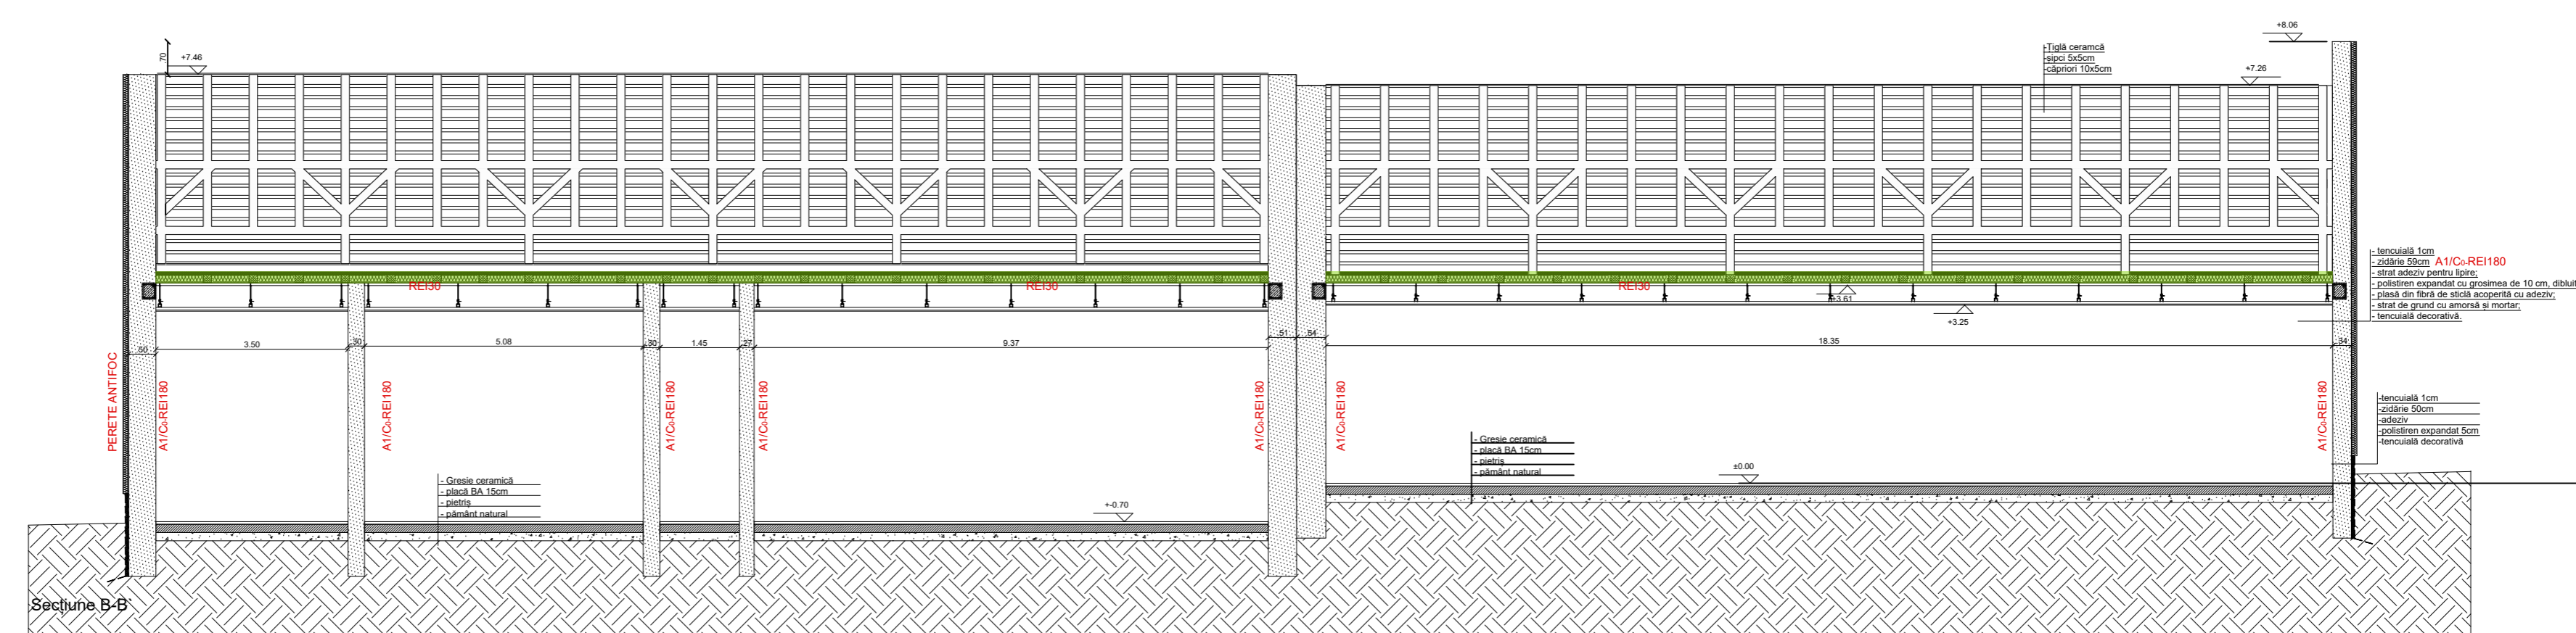 +8.06
.70
+7.46
-Țiglă ceramcă
-șipci 5x5cm
-căpriori 10x5cm
+7.26
- tencuială 1cm
- zidărie 59cm A1/C0-REI180
- strat adeziv pentru lipire;
- polistiren expandat cu grosimea de 10 cm, dibluit
- plasă din fibră de sticlă acoperită cu adeziv;
- strat de grund cu amorsă și mortar;
- tencuială decorativă.
REI30
REI30
REI30
+3.61
+3.25
.50
3.50
.30
5.08
.30
1.45
.27
9.37
.51
.54
18.35
.34
PERETE ANTIFOC
A1/C0-REI180
A1/C0-REI180
A1/C0-REI180
A1/C0-REI180
A1/C0-REI180
A1/C0-REI180
A1/C0-REI180
-tencuială 1cm
-zidărie 50cm
-adeziv
-polistiren expandat 5cm
-tencuială decorativă
- Gresie ceramică
- placă BA 15cm
- pietriș
- pământ natural
±0.00
- Gresie ceramică
- placă BA 15cm
- pietriș
- pământ natural
+-0.70
Secțiune B-B`